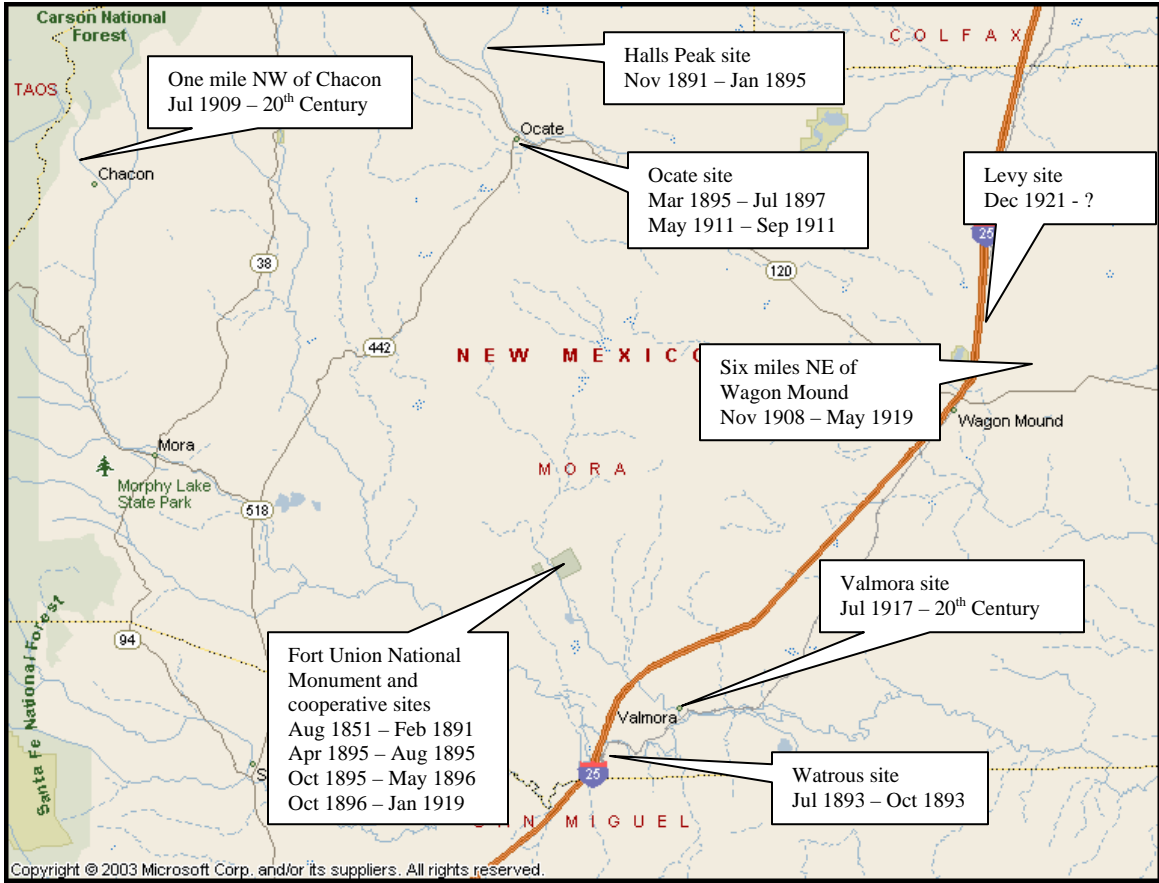 Carson National
Forest
TAOS
COLFAX
One mile NW of Chacon
Jul 1909 – 20th Century
Halls Peak site
Nov 1891 – Jan 1895
Ocate
Chacon
Ocate site
Mar 1895 – Jul 1897
May 1911 – Sep 1911
Levy site
Dec 1921 - ?
25
38
120
442
NEW MEXICO
Six miles NE of
Wagon Mound
Nov 1908 – May 1919
Wagon Mound
Mora
MORA
Morphy Lake
State Park
518
Valmora site
Jul 1917 – 20th Century
Santa Fe National Forest
94
Fort Union National
Monument and
cooperative sites
Aug 1851 – Feb 1891
Apr 1895 – Aug 1895
Oct 1895 – May 1896
Oct 1896 – Jan 1919
Valmora
25
Watrous site
Jul 1893 – Oct 1893
MIGUEL
Copyright © 2003 Microsoft Corp. and/or its suppliers. All rights reserved.